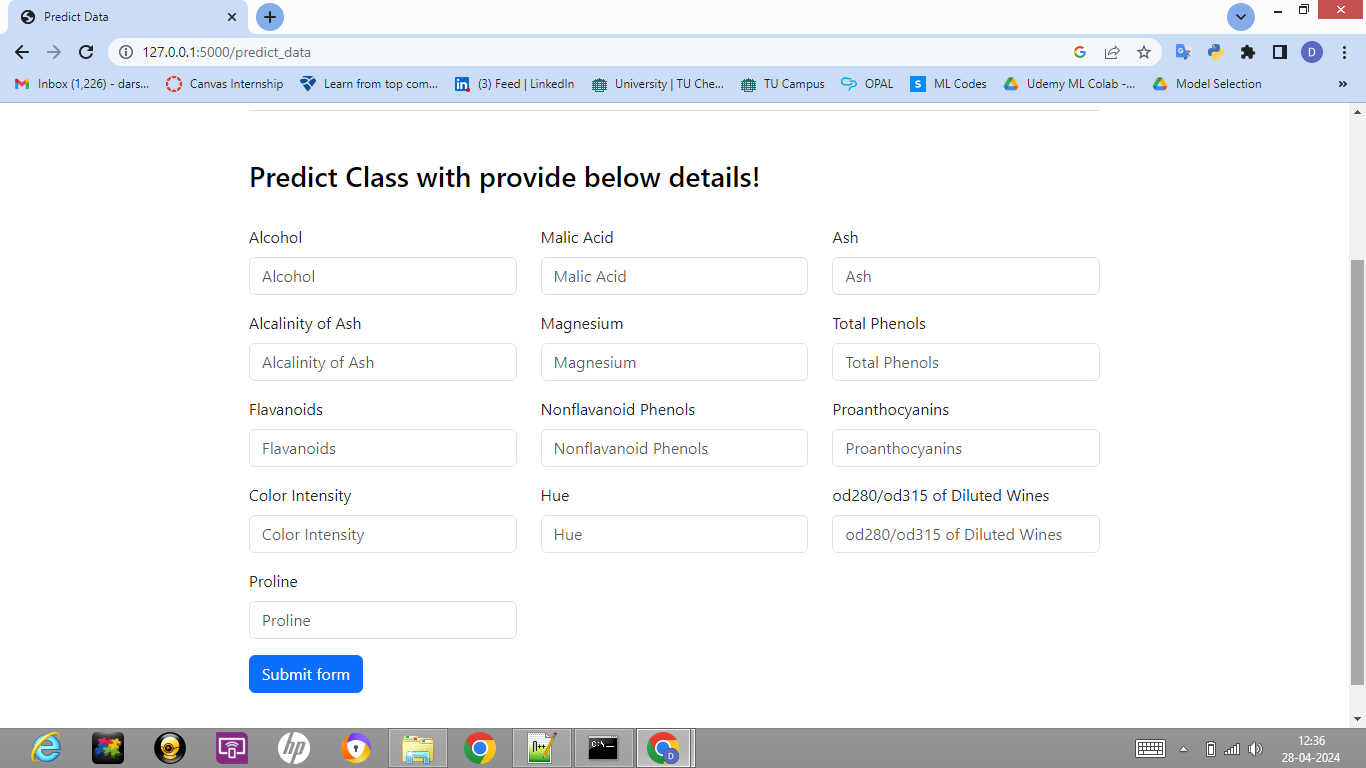 Predict Data
127.0.0.1:5000/predict_data
Inbox (1,226) - dars... Canvas Internship Learn from top com... (3) Feed | LinkedIn University | TU Che... TU Campus OPAL ML Codes Udemy ML Colab -... Model Selection »
Predict Class with provide below details!
Alcohol Malic Acid Ash
Alcohol Malic Acid Ash
Alcalinity of Ash Magnesium Total Phenols
Alcalinity of Ash Magnesium Total Phenols
Flavanoids Nonflavanoid Phenols Proanthocyanins
Flavanoids Nonflavanoid Phenols Proanthocyanins
Color Intensity Hue od280/od315 of Diluted Wines
Color Intensity Hue od280/od315 of Diluted Wines
Proline
Proline
Submit form
12:36
28-04-2024